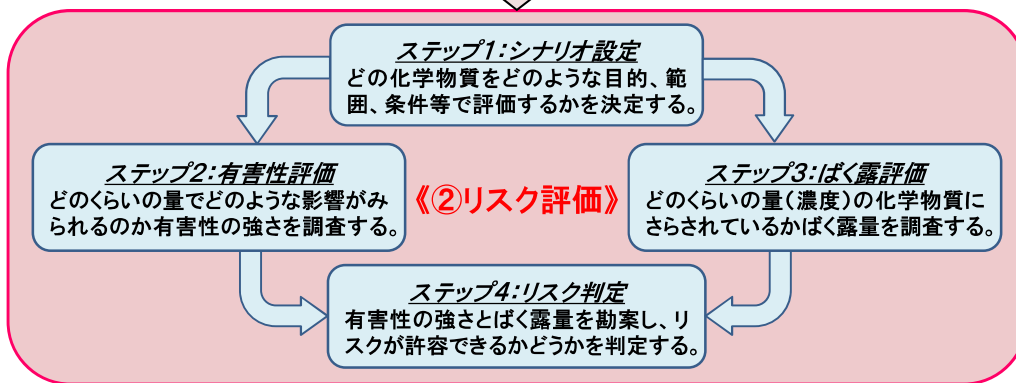 ステップ1:シナリオ設定
どの化学物質をどのような目的、範
囲、条件等で評価するかを決定する。
ステップ2:有害性評価
どのくらいの量でどのような影響がみ
られるのか有害性の強さを調査する。
《②リスク評価》
ステップ3:ばく露評価
どのくらいの量(濃度)の化学物質に
さらされているかばく露量を調査する。
ステップ4:リスク判定
有害性の強さとばく露量を勘案し、リ
スクが許容できるかどうかを判定する。